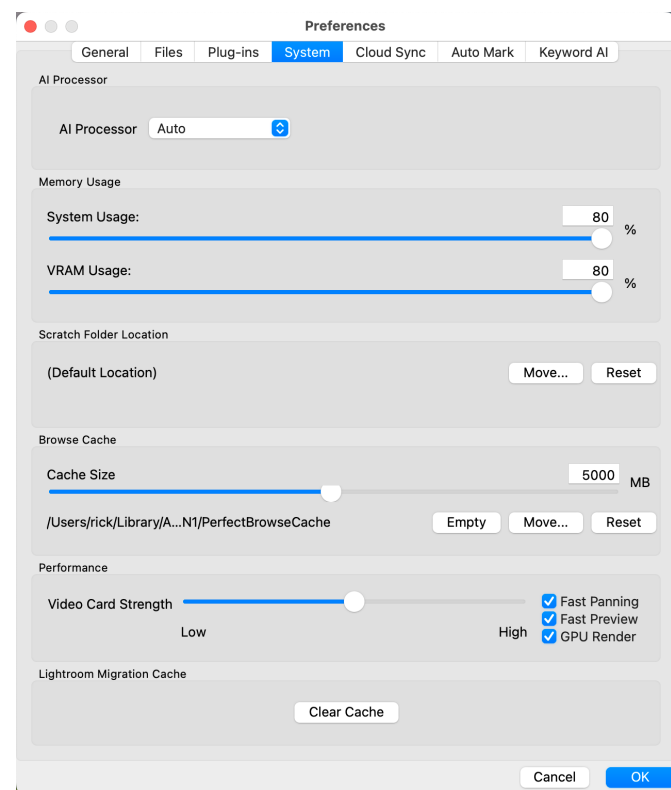 Preferences
General Files Plug-ins System Cloud Sync Auto Mark Keyword AI
AI Processor
AI Processor Auto
Memory Usage
System Usage: 80 %
VRAM Usage: 80 %
Scratch Folder Location
(Default Location) Move... Reset
Browse Cache
Cache Size 5000 MB
/Users/rick/Library/A...N1/PerfectBrowseCache Empty Move... Reset
Performance
Video Card Strength Fast Panning
Fast Preview
Low High GPU Render
Lightroom Migration Cache
Clear Cache
Cancel OK